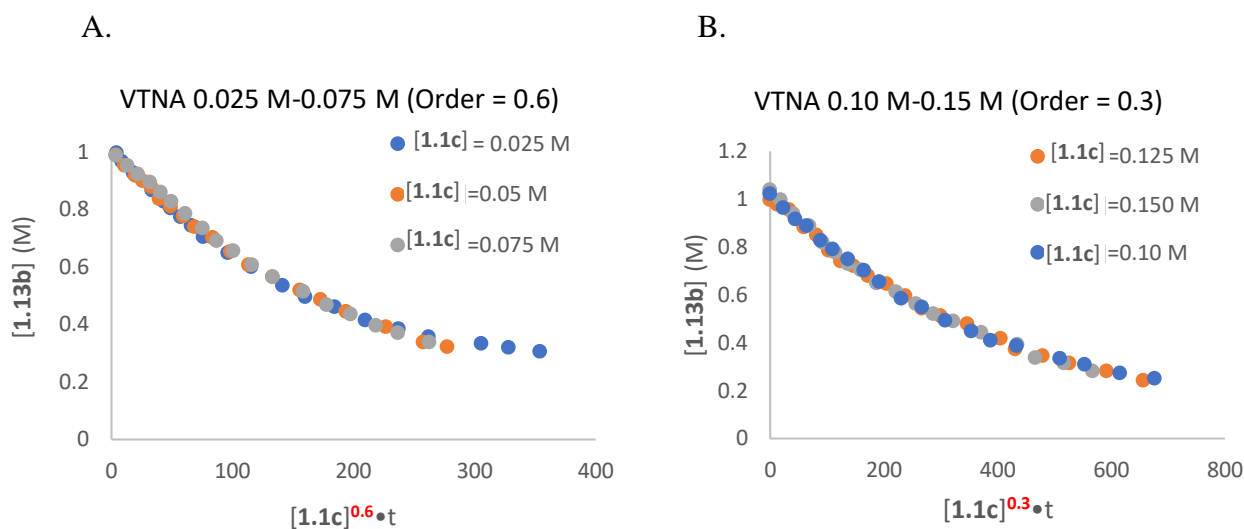 A.
VTNA 0.025 M-0.075 M (Order = 0.6)
[1.1c] = 0.025 M
[1.1c] =0.05 M
[1.1c] =0.075 M
1
0.8
0.6
0.4
0.2
0
0 100 200 300 400
[1.13b] (M)
[1.1c]^0.6•t
B.
VTNA 0.10 M-0.15 M (Order = 0.3)
[1.1c] =0.125 M
[1.1c] =0.150 M
[1.1c] =0.10 M
1.2
1
0.8
0.6
0.4
0.2
0
0 200 400 600 800
[1.13b] (M)
[1.1c]^0.3•t